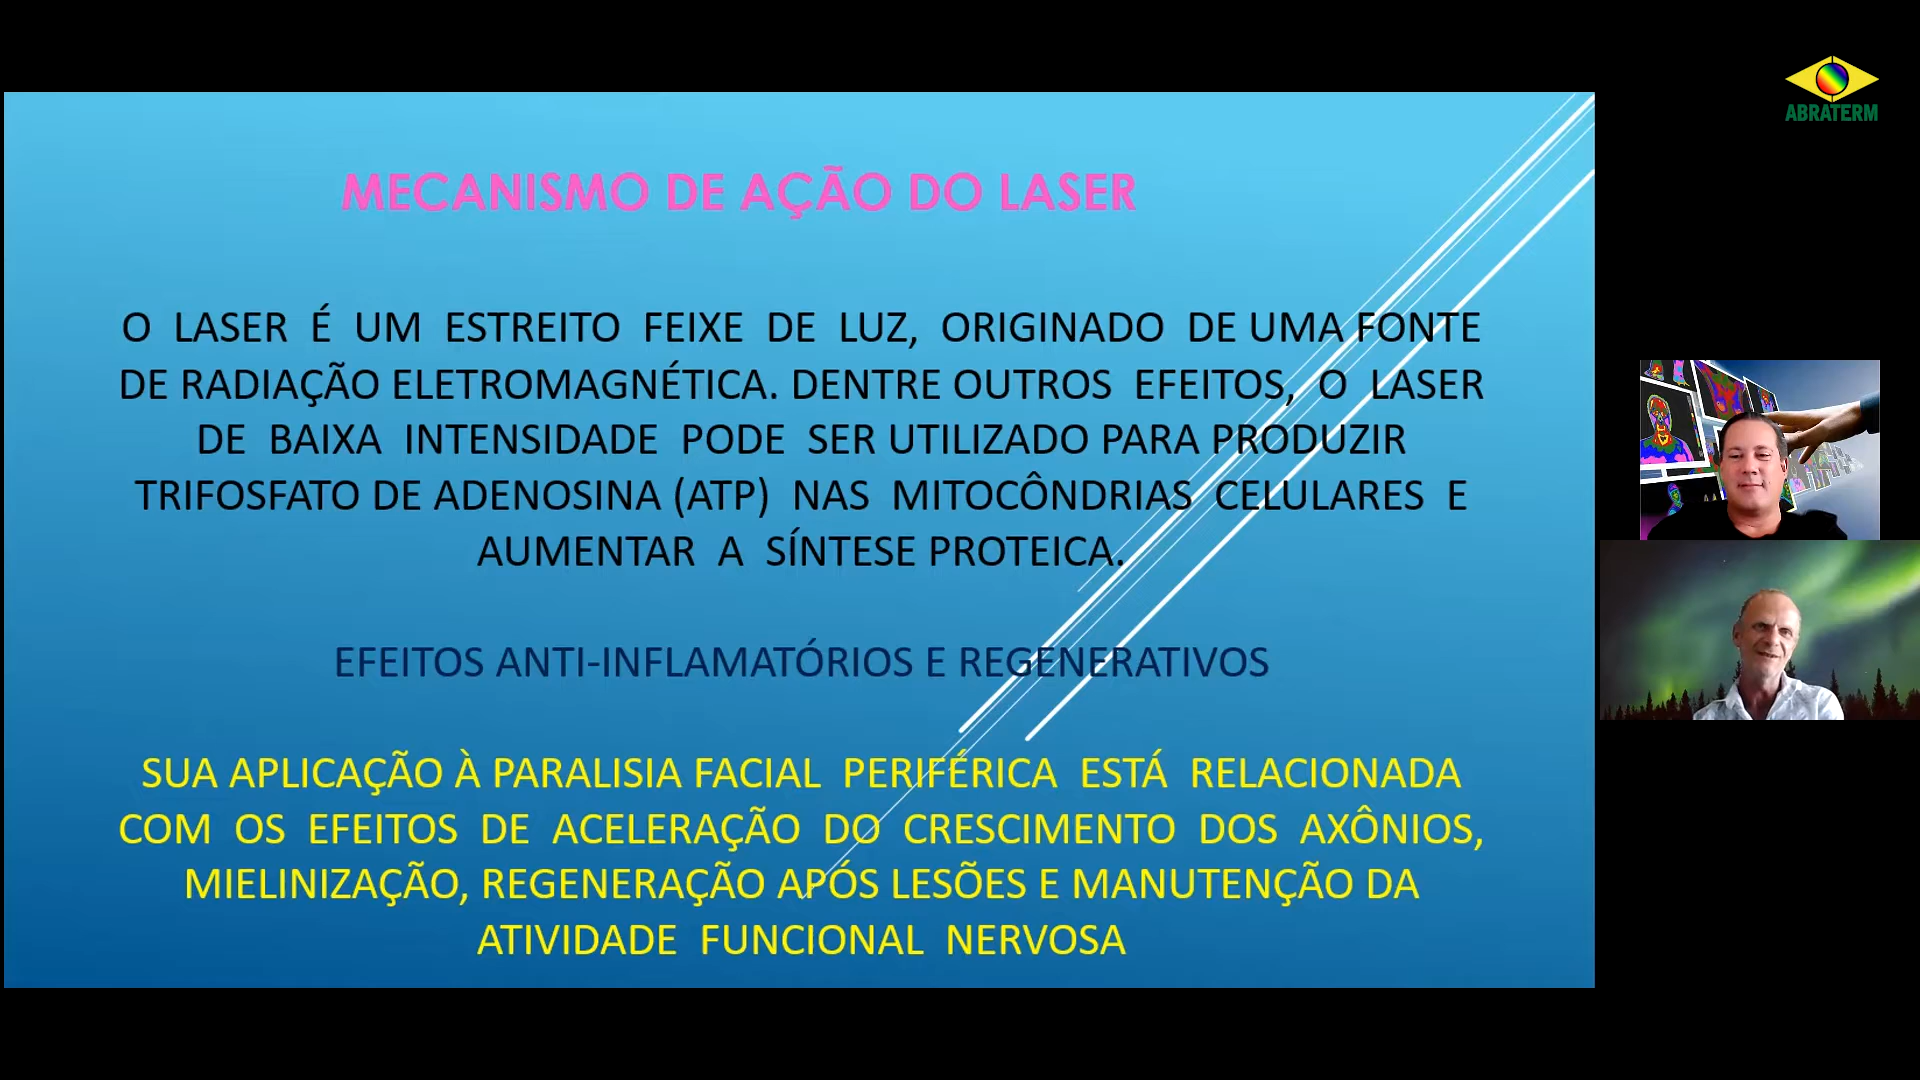 ABRATERM
MECANISMO DE AÇÃO DO LASER
O LASER É UM ESTREITO FEIXE DE LUZ, ORIGINADO DE UMA FONTE
DE RADIAÇÃO ELETROMAGNÉTICA. DENTRE OUTROS EFEITOS, O LASER
DE BAIXA INTENSIDADE PODE SER UTILIZADO PARA PRODUZIR
TRIFOSFATO DE ADENOSINA (ATP) NAS MITOCÔNDRIAS CELULARES E
AUMENTAR A SÍNTESE PROTEICA.
EFEITOS ANTI-INFLAMATÓRIOS E REGENERATIVOS
SUA APLICAÇÃO À PARALISIA FACIAL PERIFÉRICA ESTÁ RELACIONADA
COM OS EFEITOS DE ACELERAÇÃO DO CRESCIMENTO DOS AXÔNIOS,
MIELINIZAÇÃO, REGENERAÇÃO APÓS LESÕES E MANUTENÇÃO DA
ATIVIDADE FUNCIONAL NERVOSA